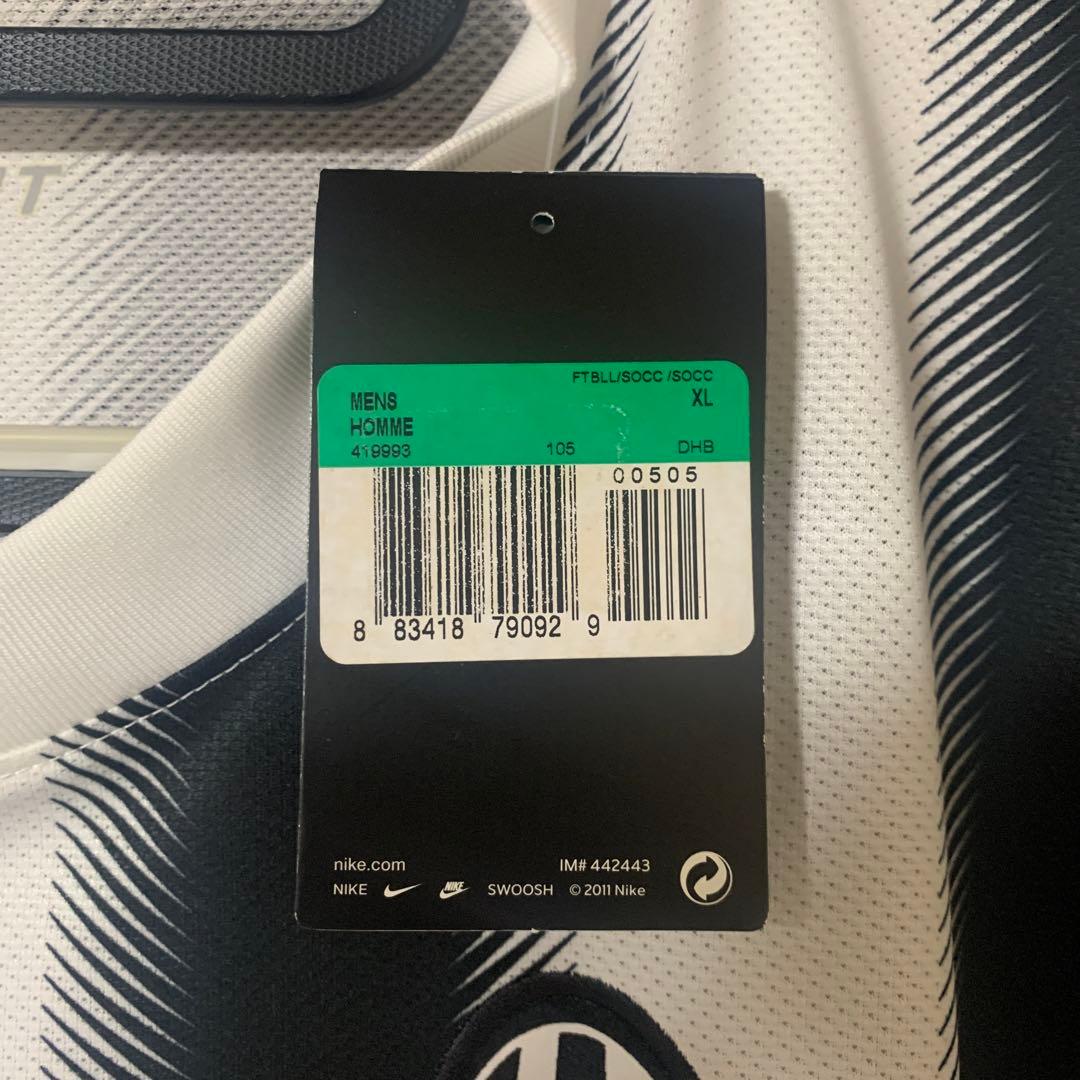 FTBLL/SOCC /SOCC
MENS XL
HOMME
419993 105 DHB
00505
8 83418 79092 9
nike.com IM# 442443
NIKE NIKE SWOOSH © 2011 Nike